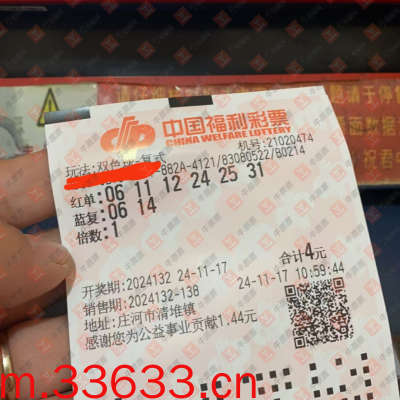 中国福利彩票
CHINA WELFARE LOTTERY
玩法:双色球-复式
机号:21020474
882A-4121/83080522/B0214
红单:06 11 12 24 25 31
蓝复:06 14
倍数:1
合计4元
开奖期:2024132 24-11-17
销售期:2024132-138
24-11-17 10:59:44
地址:庄河市清堆镇
感谢您为公益事业贡献1.44元
m.33633.cn